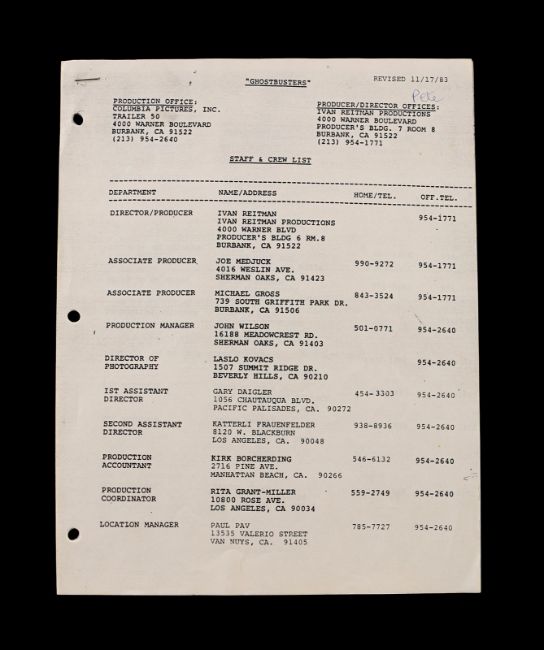 "GHOSTBUSTERS"
REVISED 11/17/83
Pete
PRODUCTION OFFICE:
COLUMBIA PICTURES, INC.
TRAILER 50
4000 WARNER BOULEVARD
BURBANK, CA 91522
(213) 954-2640
PRODUCER/DIRECTOR OFFICES:
IVAN REITMAN PRODUCTIONS
4000 WARNER BOULEVARD
PRODUCER'S BLDG. 7 ROOM 8
BURBANK, CA 91522
(213) 954-1771
STAFF & CREW LIST
DEPARTMENT NAME/ADDRESS HOME/TEL. OFF.TEL.
DIRECTOR/PRODUCER IVAN REITMAN 954-1771
IVAN REITMAN PRODUCTIONS
4000 WARNER BLVD
PRODUCER'S BLDG 6 RM.8
BURBANK, CA 91522
ASSOCIATE PRODUCER JOE MEDJUCK 990-9272 954-1771
4016 WESLIN AVE.
SHERMAN OAKS, CA 91423
ASSOCIATE PRODUCER MICHAEL GROSS 843-3524 954-1771
739 SOUTH GRIFFITH PARK DR.
BURBANK, CA 91506
PRODUCTION MANAGER JOHN WILSON 501-0771 954-2640
16188 MEADOWCREST RD.
SHERMAN OAKS, CA 91403
DIRECTOR OF LASLO KOVACS 954-2640
PHOTOGRAPHY 1507 SUMMIT RIDGE DR.
BEVERLY HILLS, CA 90210
1ST ASSISTANT GARY DAIGLER 454-3303 954-2640
DIRECTOR 1056 CHAUTAUQUA BLVD.
PACIFIC PALISADES, CA. 90272
SECOND ASSISTANT KATTERLI FRAUENFELDER 938-8936 954-2640
DIRECTOR 8120 W. BLACKBURN
LOS ANGELES, CA. 90048
PRODUCTION KIRK BORCHERDING 546-6132 954-2640
ACCOUNTANT 2716 PINE AVE.
MANHATTAN BEACH, CA. 90266
PRODUCTION RITA GRANT-MILLER 559-2749 954-2640
COORDINATOR 10800 ROSE AVE.
LOS ANGELES, CA 90034
LOCATION MANAGER PAUL PAV 785-7727 954-2640
13535 VALERIO STREET
VAN NUYS, CA. 91405